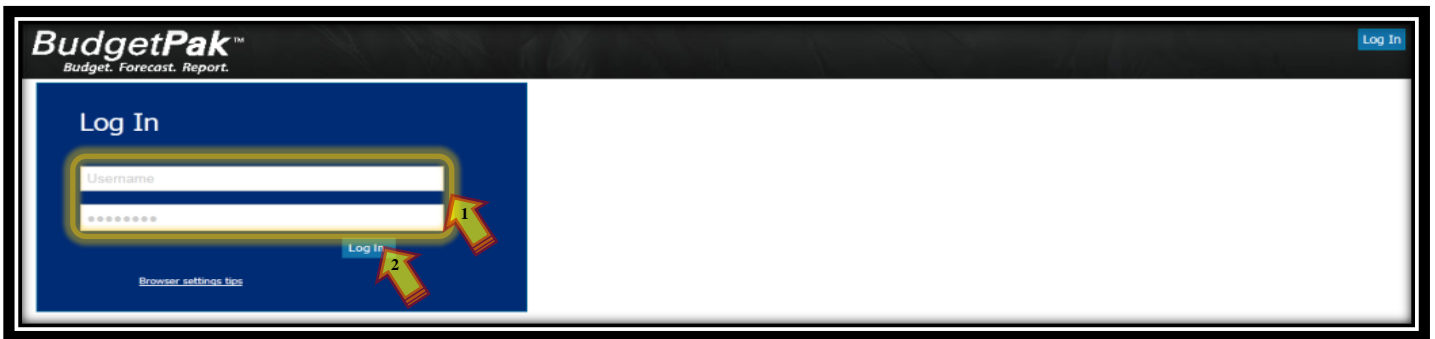 BudgetPak™
Log In
Budget. Forecast. Report.
Log In
Username
••••••••
1
Log In
2
Browser settings tips